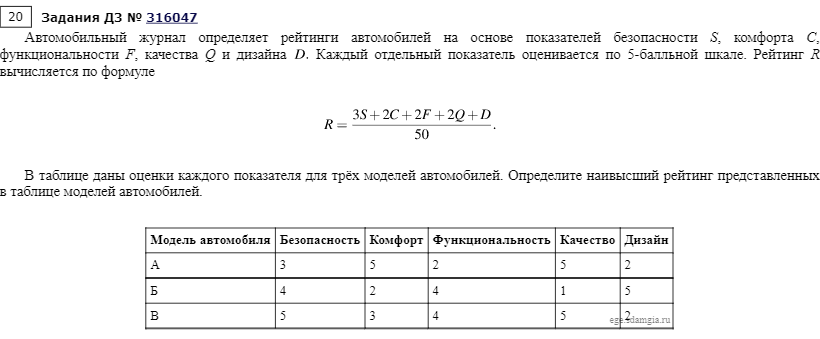 20 Задания ДЗ № 316047
Автомобильный журнал определяет рейтинги автомобилей на основе показателей безопасности S, комфорта C,
функциональности F, качества Q и дизайна D. Каждый отдельный показатель оценивается по 5-балльной шкале. Рейтинг R
вычисляется по формуле
R = \frac{3S + 2C + 2F + 2Q + D}{50}.
В таблице даны оценки каждого показателя для трёх моделей автомобилей. Определите наивысший рейтинг представленных
в таблице моделей автомобилей.
Модель автомобиля Безопасность Комфорт Функциональность Качество Дизайн
А 3 5 2 5 2
Б 4 2 4 1 5
В 5 3 4 5 2
ege.sdamgia.ru